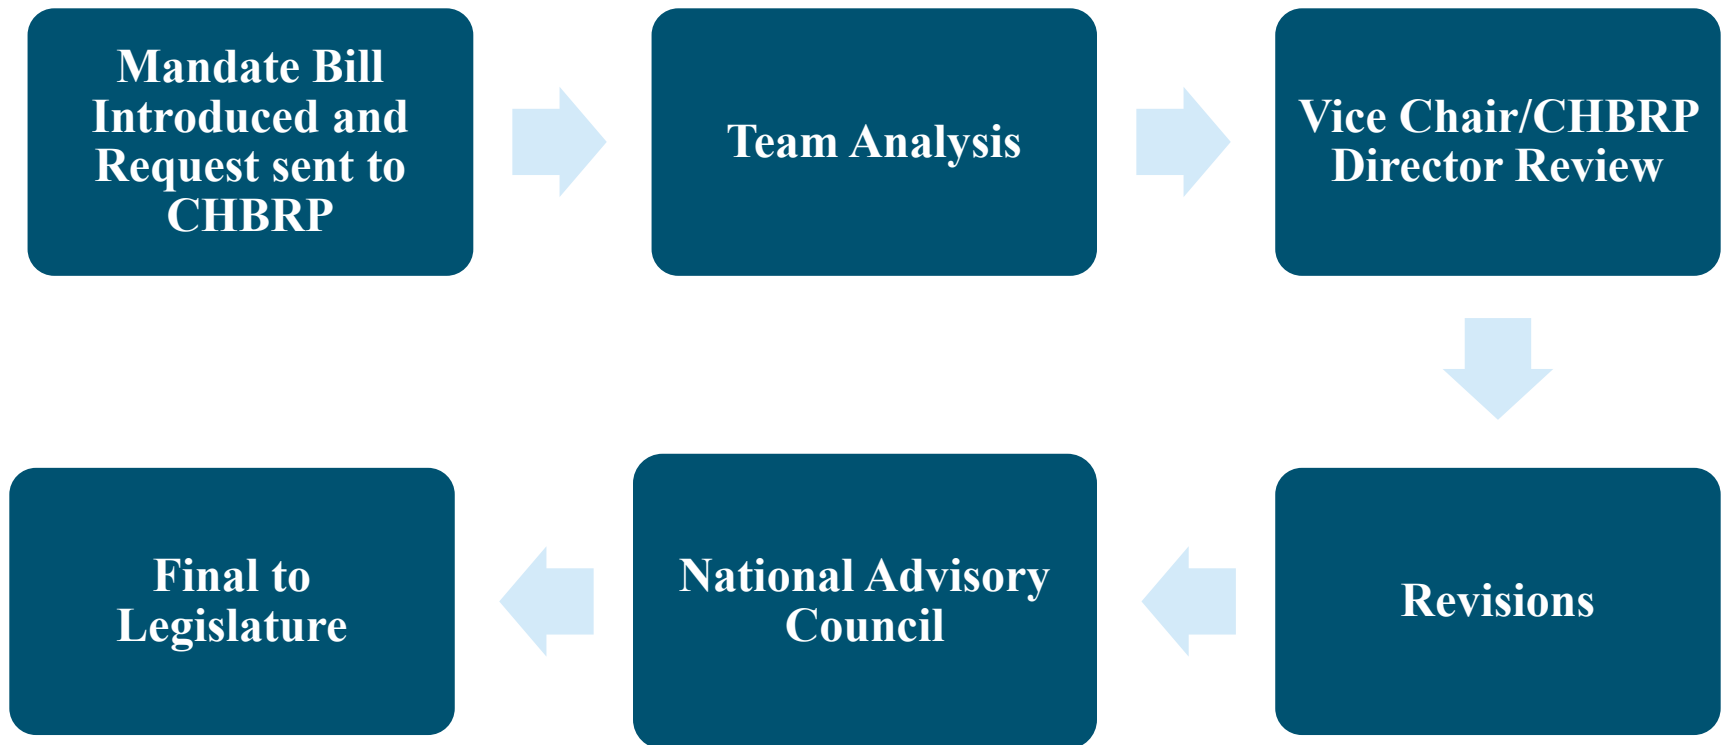 Mandate Bill
Introduced and
Request sent to
CHBRP
Team Analysis
Vice Chair/CHBRP
Director Review
Revisions
National Advisory
Council
Final to
Legislature